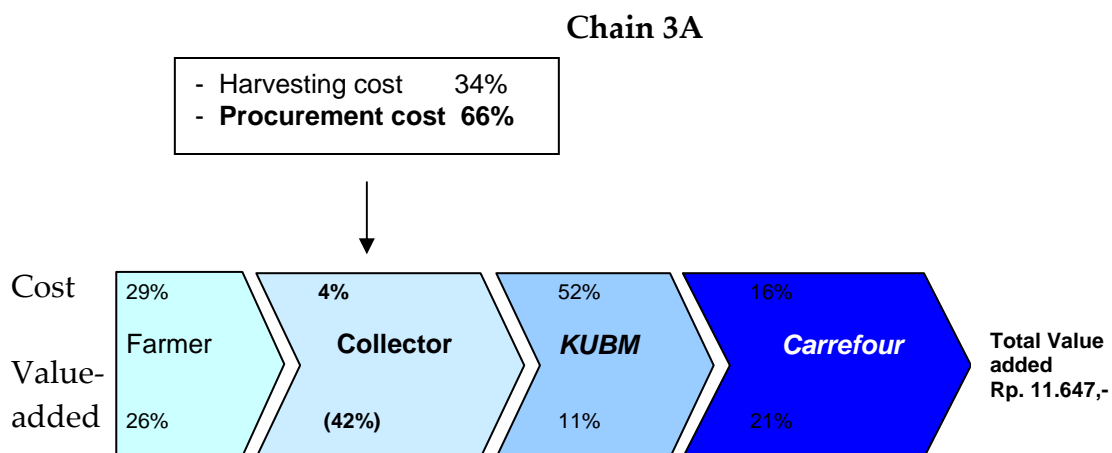 Chain 3A
- Harvesting cost 34%
- Procurement cost 66%
Cost
29%
4%
52%
16%
Farmer
Collector
KUBM
Carrefour
Total Value
added
Rp. 11.647,-
Value-
added
26%
(42%)
11%
21%